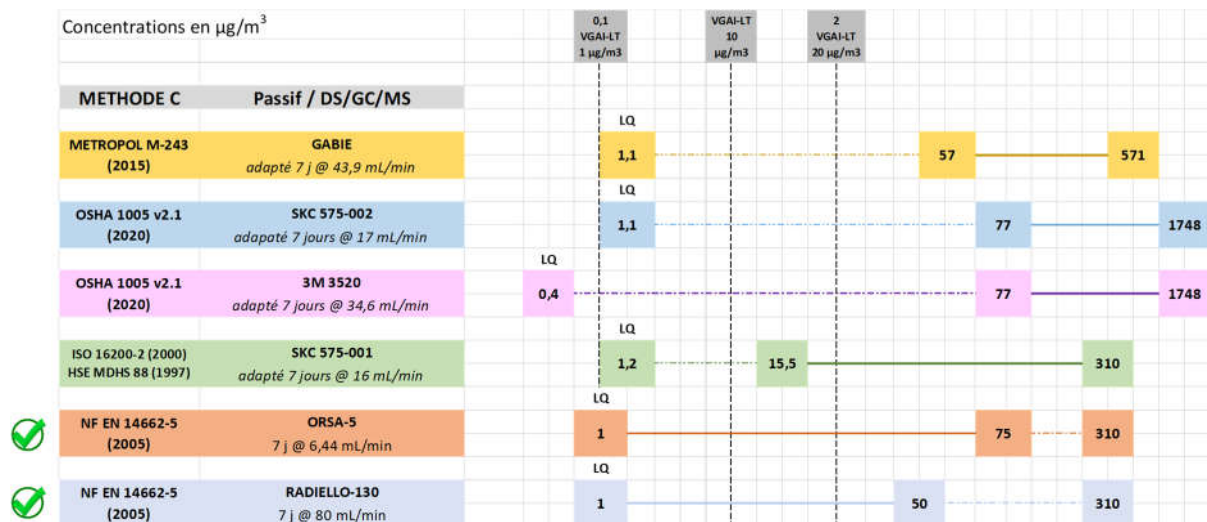 Concentrations en µg/m³
0,1
VGAI-LT
1 µg/m3
VGAI-LT
10
µg/m3
2
VGAI-LT
20 µg/m3
METHODE C
Passif / DS/GC/MS
LQ
METROPOL M-243
(2015)
GABIE
adapté 7 j @ 43,9 mL/min
1,1
57
571
LQ
OSHA 1005 v2.1
(2020)
SKC 575-002
adapaté 7 jours @ 17 mL/min
1,1
77
1748
LQ
OSHA 1005 v2.1
(2020)
3M 3520
adapté 7 jours @ 34,6 mL/min
0,4
77
1748
LQ
ISO 16200-2 (2000)
HSE MDHS 88 (1997)
SKC 575-001
adapté 7 jours @ 16 mL/min
1,2
15,5
310
LQ
NF EN 14662-5
(2005)
ORSA-5
7 j @ 6,44 mL/min
1
75
310
LQ
NF EN 14662-5
(2005)
RADIELLO-130
7 j @ 80 mL/min
1
50
310